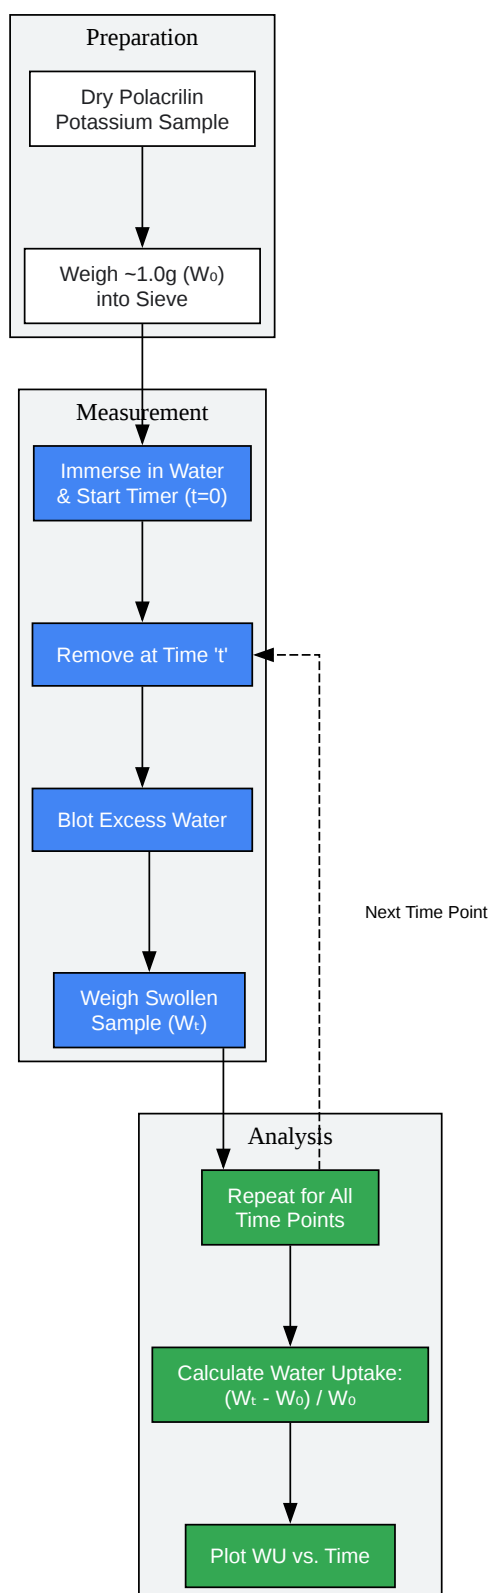 Preparation
Dry Polacrilin
Potassium Sample
Weigh ~1.0g (W₀)
into Sieve
Measurement
Immerse in Water
& Start Timer (t=0)
Remove at Time 't'
Blot Excess Water
Next Time Point
Weigh Swollen
Sample (Wₜ)
Analysis
Repeat for All
Time Points
Calculate Water Uptake:
(Wₜ - W₀) / W₀
Plot WU vs. Time